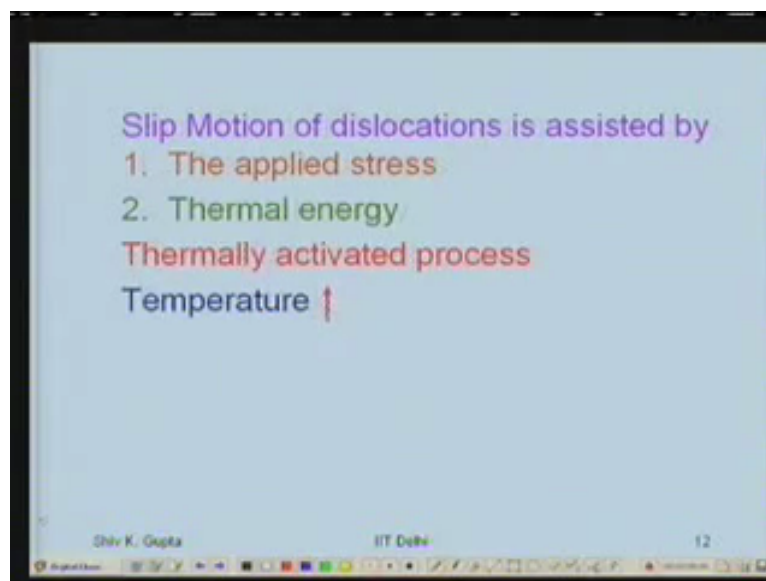 Slip Motion of dislocations is assisted by
1. The applied stress
2. Thermal energy
Thermally activated process
Temperature ↑
Shiv K. Gupta IIT Delhi 12